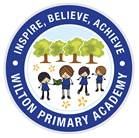 • INSPIRE, BELIEVE, ACHIEVE •
WILTON PRIMARY ACADEMY